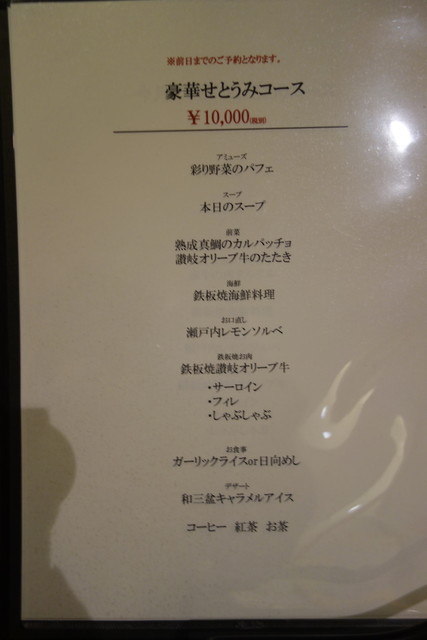 ※前日までのご予約となります。
豪華せとうみコース
￥10,000(税別)
アミューズ
彩り野菜のパフェ
スープ
本日のスープ
前菜
熟成真鯛のカルパッチョ
讃岐オリーブ牛のたたき
海鮮
鉄板焼海鮮料理
お口直し
瀬戸内レモンソルベ
鉄板焼お肉
鉄板焼讃岐オリーブ牛
・サーロイン
・フィレ
・しゃぶしゃぶ
お食事
ガーリックライスor日向めし
デザート
和三盆キャラメルアイス
コーヒー 紅茶 お茶